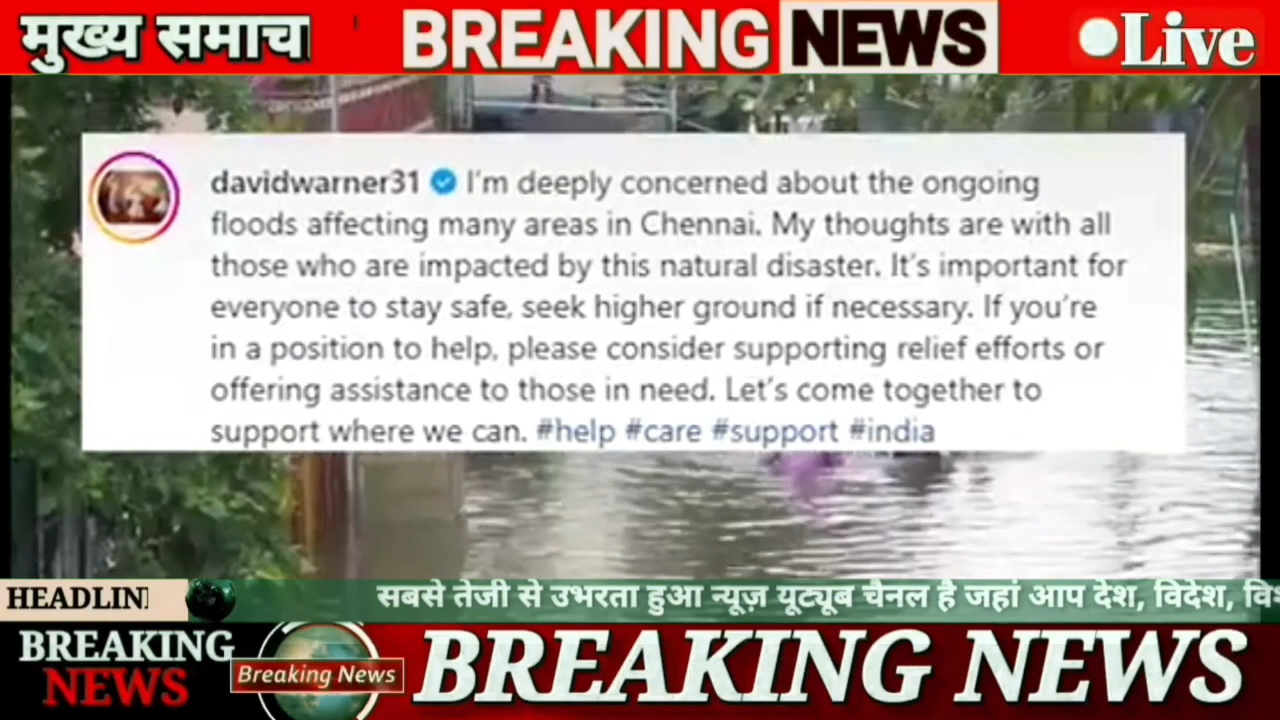 मुख्य समाच
BREAKING NEWS
Live
davidwarner31 I'm deeply concerned about the ongoing
floods affecting many areas in Chennai. My thoughts are with all
those who are impacted by this natural disaster. It's important for
everyone to stay safe, seek higher ground if necessary. If you're
in a position to help, please consider supporting relief efforts or
offering assistance to those in need. Let's come together to
support where we can. #help #care #support #india
HEADLIN
सबसे तेजी से उभरता हुआ न्यूज़ यूट्यूब चैनल है जहां आप देश, विदेश,
BREAKING
NEWS
Breaking News
BREAKING NEWS